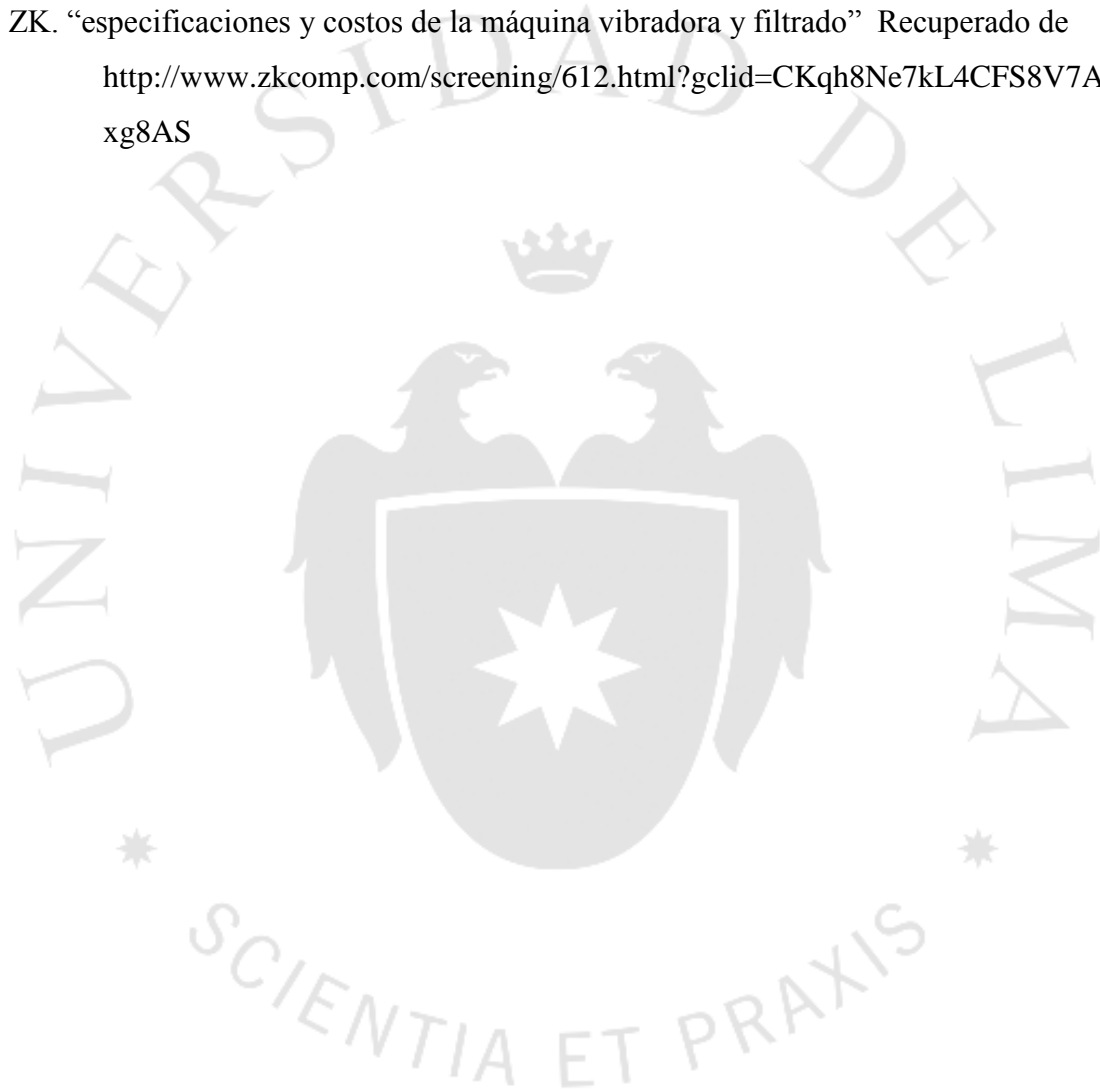 ZK. “especificaciones y costos de la máquina vibradora y filtrado”  Recuperado de
http://www.zkcomp.com/screening/612.html?gclid=CKqh8Ne7kL4CFS8V7A
xg8AS
UNIVERSIDAD DE LIMA
SCIENTIA ET PRAXIS